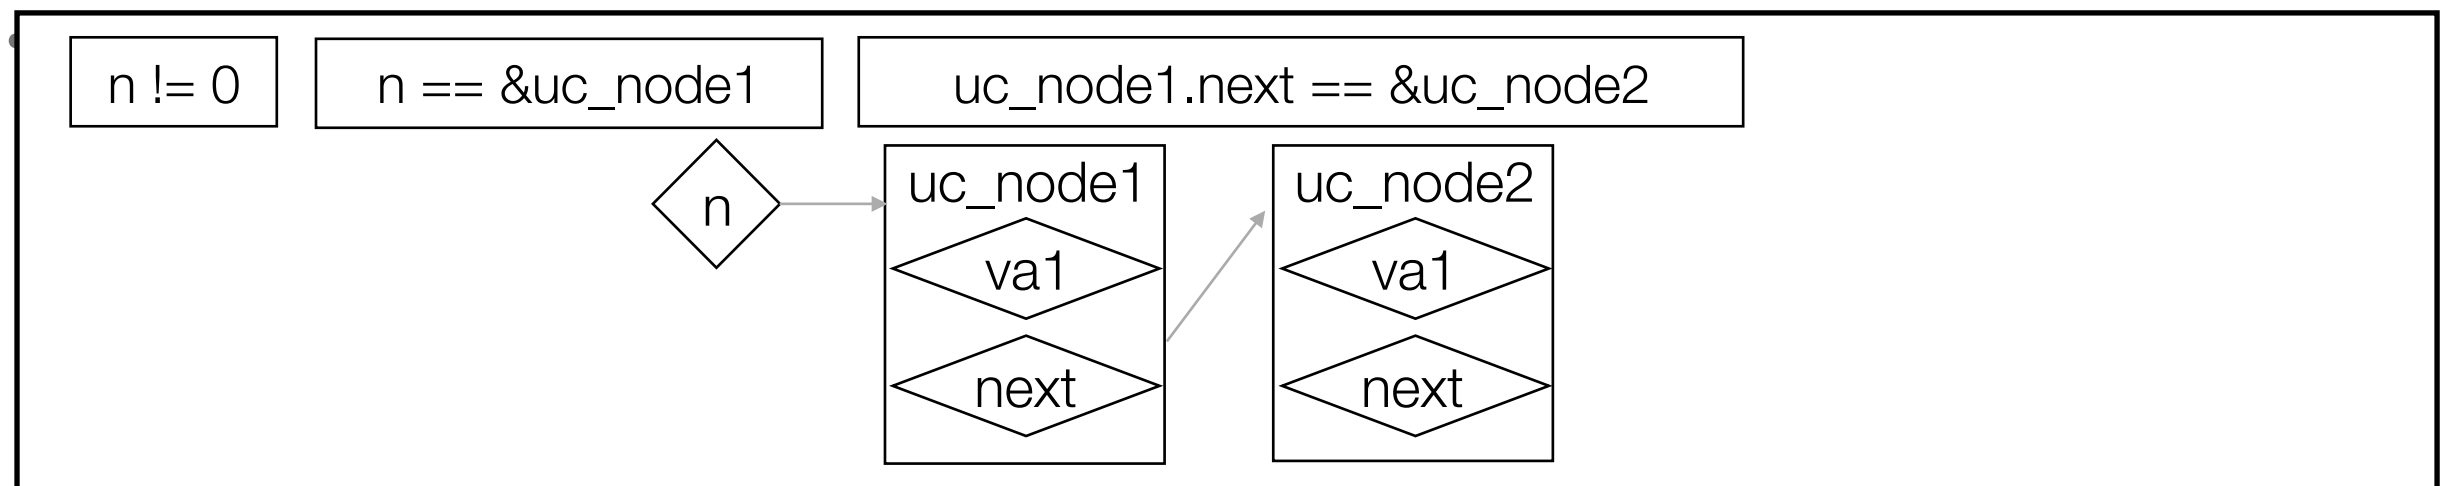 n != 0
n == &uc_node1
uc_node1.next == &uc_node2
n
uc_node1
va1
next
uc_node2
va1
next